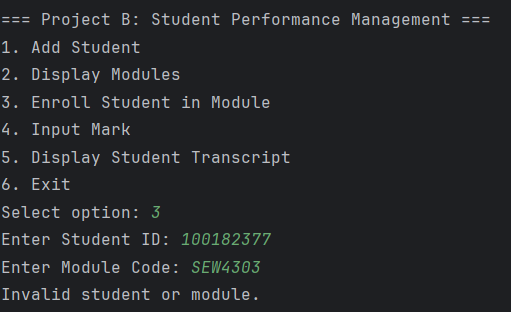 === Project B: Student Performance Management ===
1. Add Student
2. Display Modules
3. Enroll Student in Module
4. Input Mark
5. Display Student Transcript
6. Exit
Select option: 3
Enter Student ID: 100182377
Enter Module Code: SEW4303
Invalid student or module.